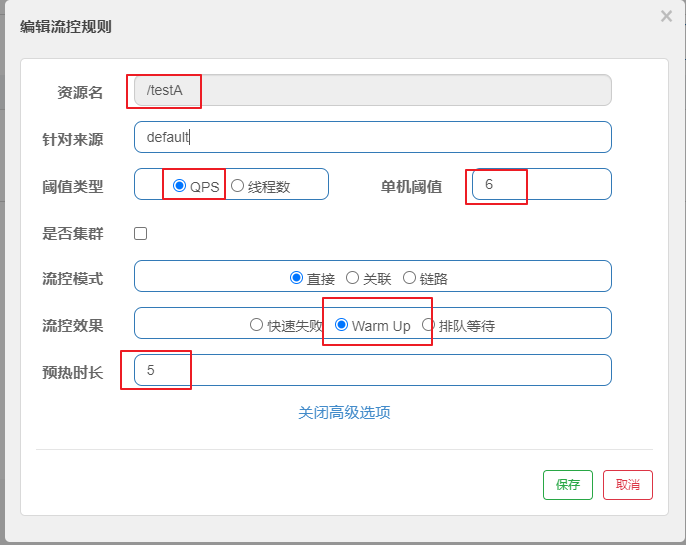 编辑流控规则 ×
资源名 /testA
针对来源 default
阈值类型 QPS 线程数 单机阈值 6
是否集群
流控模式 直接 关联 链路
流控效果 快速失败 Warm Up 排队等待
预热时长 5
关闭高级选项
保存 取消